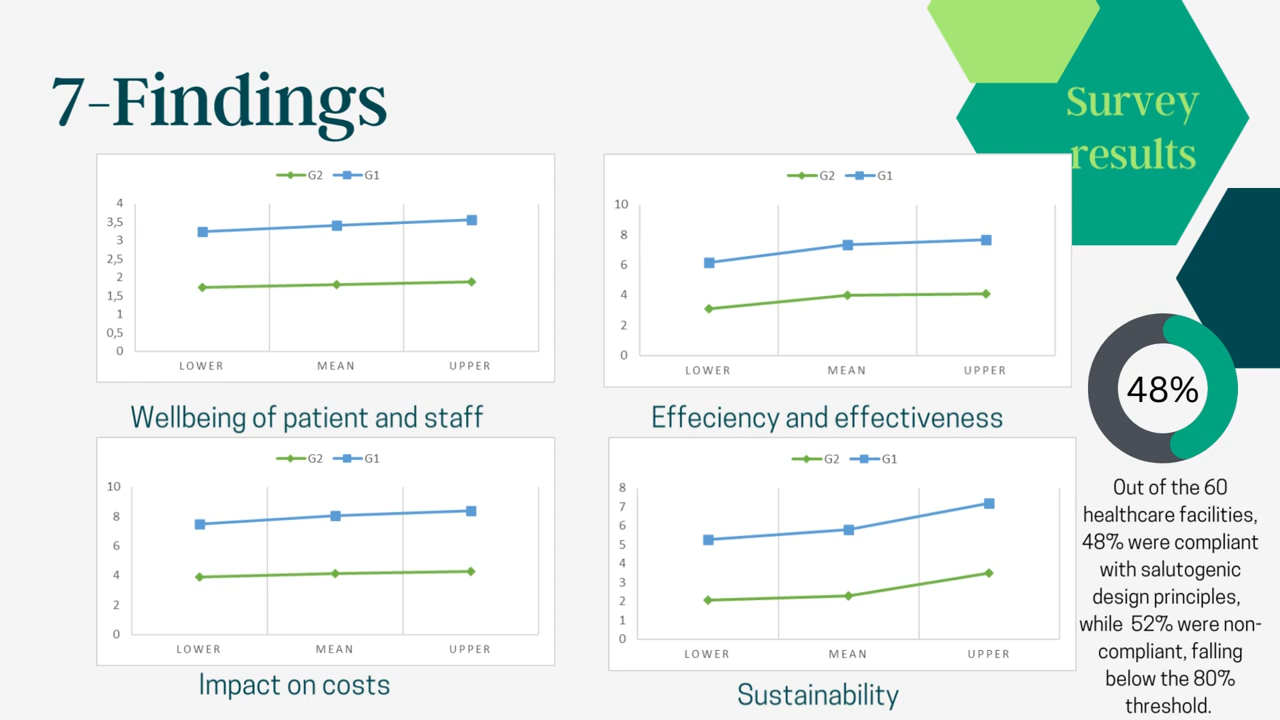 7-Findings
Survey
results
G2 G1
4
3,5
3
2,5
2
1,5
1
0,5
0
LOWER MEAN UPPER
Wellbeing of patient and staff
G2 G1
10
8
6
4
2
0
LOWER MEAN UPPER
Effeciency and effectiveness
G2 G1
10
8
6
4
2
0
LOWER MEAN UPPER
Impact on costs
G2 G1
8
7
6
5
4
3
2
1
0
LOWER MEAN UPPER
Sustainability
48%
Out of the 60
healthcare facilities,
48% were compliant
with salutogenic
design principles,
while 52% were non-
compliant, falling
below the 80%
threshold.